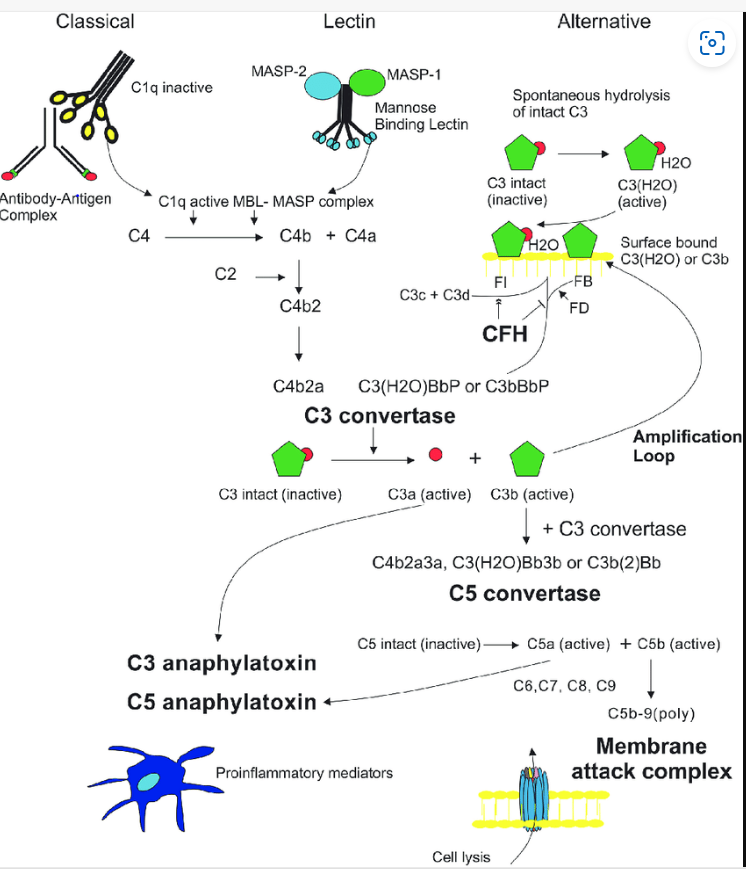 Classical
Lectin
Alternative
C1q inactive
MASP-2
MASP-1
Mannose
Binding Lectin
Spontaneous hydrolysis
of intact C3
H2O
C3 intact
(inactive)
C3(H2O)
(active)
Antibody-Antigen
Complex
C1q active MBL- MASP complex
C4
C4b + C4a
H2O
Surface bound
C3(H2O) or C3b
C2
FI
FB
C3c + C3d
FD
C4b2
CFH
C4b2a
C3(H2O)BbP or C3bBbP
C3 convertase
Amplification
Loop
+
C3 intact (inactive)
C3a (active)
C3b (active)
+ C3 convertase
C4b2a3a, C3(H2O)Bb3b or C3b(2)Bb
C5 convertase
C5 intact (inactive)
C5a (active) + C5b (active)
C3 anaphylatoxin
C5 anaphylatoxin
C6,C7, C8, C9
C5b-9(poly)
Membrane
attack complex
Proinflammatory mediators
Cell lysis